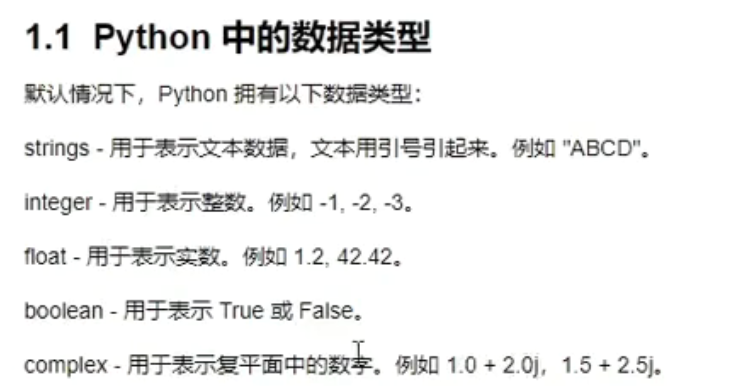 1.1 Python 中的数据类型
默认情况下，Python 拥有以下数据类型：
strings - 用于表示文本数据，文本用引号引起来。例如 "ABCD"。
integer - 用于表示整数。例如 -1, -2, -3。
float - 用于表示实数。例如 1.2, 42.42。
boolean - 用于表示 True 或 False。
complex - 用于表示复平面中的数字。例如 1.0 + 2.0j，1.5 + 2.5j。